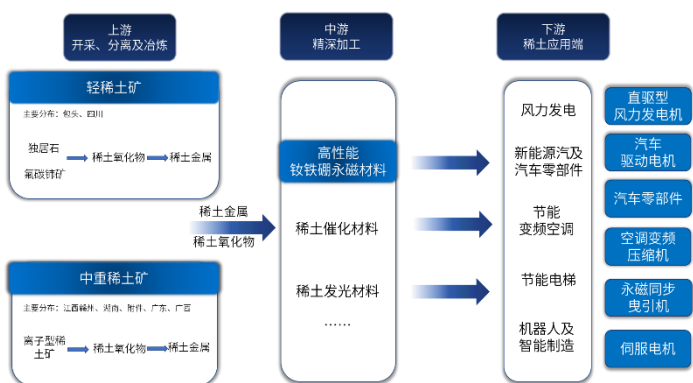 上游
开采、分离及冶炼
轻稀土矿
主要分布：包头、四川
独居石
氟碳铈矿
稀土氧化物
稀土金属
中重稀土矿
主要分布：江西赣州、湖南、附件、广东、广西
离子型稀
土矿
稀土氧化物
稀土金属
稀土金属
稀土氧化物
中游
精深加工
高性能
钕铁硼永磁材料
稀土催化材料
稀土发光材料
……
下游
稀土应用端
风力发电
新能源汽及
汽车零部件
节能
变频空调
节能电梯
机器人及
智能制造
直驱型
风力发电机
汽车
驱动电机
汽车零部件
空调变频
压缩机
永磁同步
曳引机
伺服电机